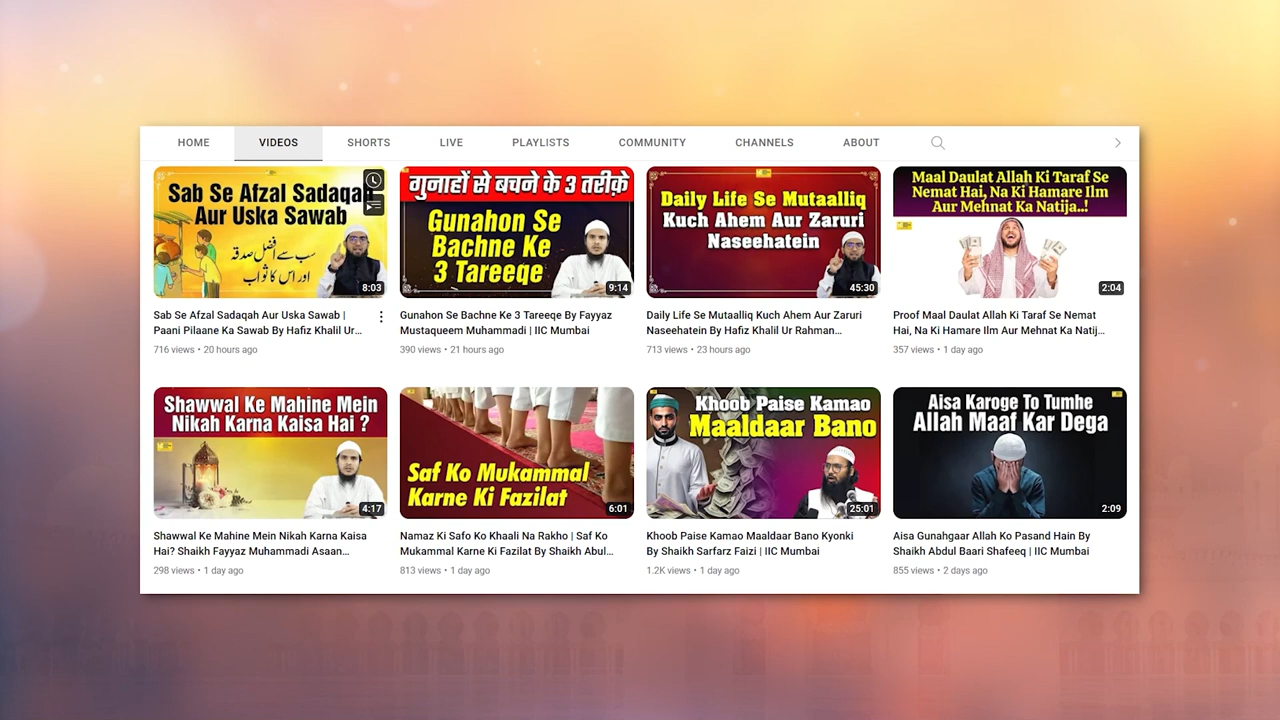 HOME VIDEOS SHORTS LIVE PLAYLISTS COMMUNITY CHANNELS ABOUT
Sab Se Afzal Sadaqah
Aur Uska Sawab
سب سے افضل صدقہ
اور اس کا ثواب
8:03
Sab Se Afzal Sadaqah Aur Uska Sawab |
Paani Pilaane Ka Sawab By Hafiz Khalil Ur...
716 views • 20 hours ago
गुनाहों से बचने के 3 तरीक़े
Gunahon Se
Bachne Ke
3 Tareeqe
9:14
Gunahon Se Bachne Ke 3 Tareeqe By Fayyaz
Mustaqueem Muhammadi | IIC Mumbai
390 views • 21 hours ago
Daily Life Se Mutaalliq
Kuch Ahem Aur Zaruri
Naseehatein
45:30
Daily Life Se Mutaalliq Kuch Ahem Aur Zaruri
Naseehatein By Hafiz Khalil Ur Rahman...
713 views • 23 hours ago
Maal Daulat Allah Ki Taraf Se
Nemat Hai, Na Ki Hamare Ilm
Aur Mehnat Ka Natija..!
2:04
Proof Maal Daulat Allah Ki Taraf Se Nemat
Hai, Na Ki Hamare Ilm Aur Mehnat Ka Natij...
357 views • 1 day ago
Shawwal Ke Mahine Mein
Nikah Karna Kaisa Hai ?
4:17
Shawwal Ke Mahine Mein Nikah Karna Kaisa
Hai? Shaikh Fayyaz Muhammadi Asaan...
298 views • 1 day ago
Saf Ko Mukammal
Karne Ki Fazilat
6:01
Namaz Ki Safo Ko Khaali Na Rakho | Saf Ko
Mukammal Karne Ki Fazilat By Shaikh Abul...
813 views • 1 day ago
Khoob Paise Kamao
Maaldaar Bano
25:01
Khoob Paise Kamao Maaldaar Bano Kyonki
By Shaikh Sarfarz Faizi | IIC Mumbai
1.2K views • 1 day ago
Aisa Karoge To Tumhe
Allah Maaf Kar Dega
2:09
Aisa Gunahgaar Allah Ko Pasand Hain By
Shaikh Abdul Baari Shafeeq | IIC Mumbai
855 views • 2 days ago